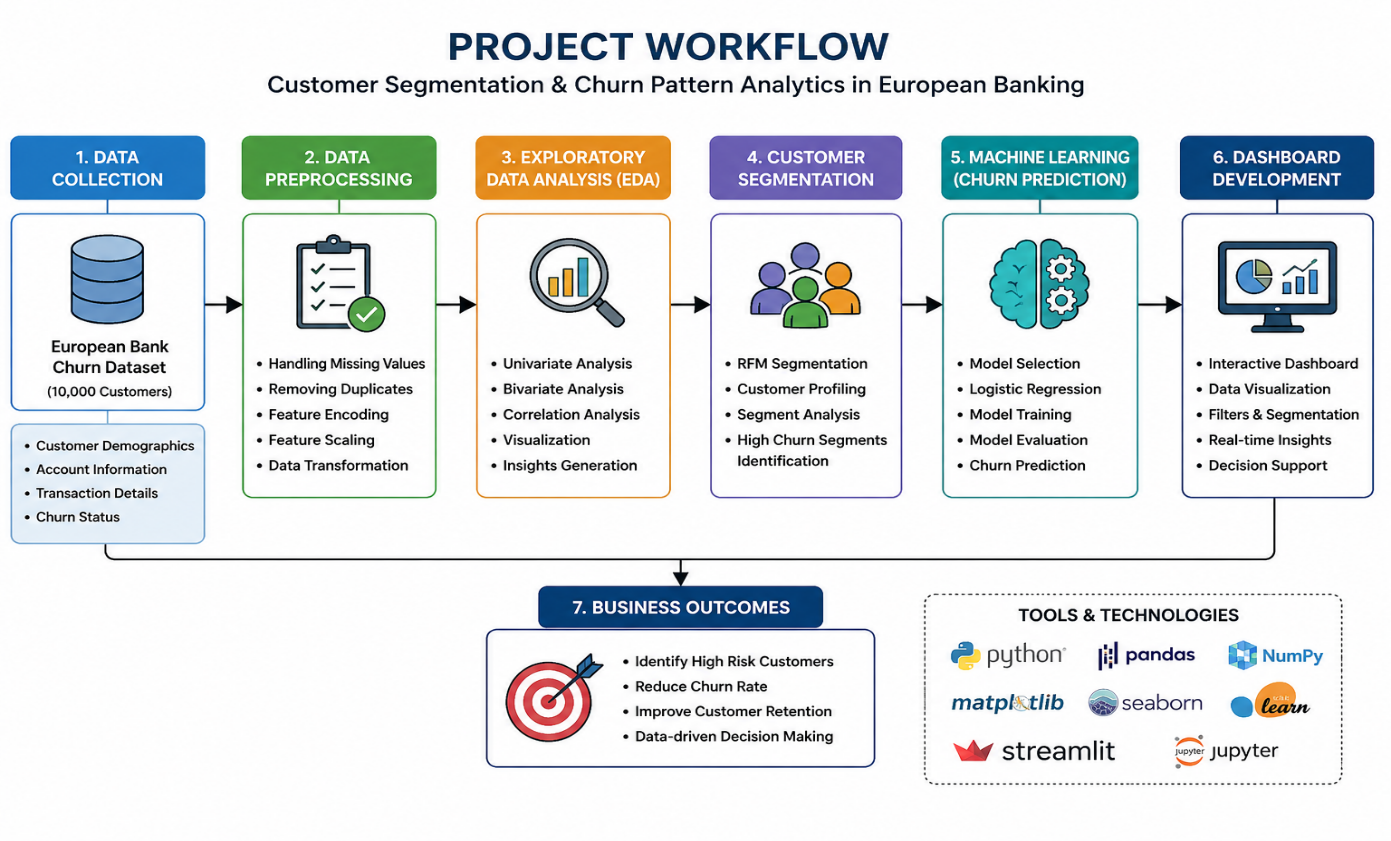 PROJECT WORKFLOW
Customer Segmentation & Churn Pattern Analytics in European Banking
1. DATA
COLLECTION
European Bank
Churn Dataset
(10,000 Customers)
• Customer Demographics
• Account Information
• Transaction Details
• Churn Status
2. DATA
PREPROCESSING
• Handling Missing Values
• Removing Duplicates
• Feature Encoding
• Feature Scaling
• Data Transformation
3. EXPLORATORY
DATA ANALYSIS (EDA)
• Univariate Analysis
• Bivariate Analysis
• Correlation Analysis
• Visualization
• Insights Generation
4. CUSTOMER
SEGMENTATION
• RFM Segmentation
• Customer Profiling
• Segment Analysis
• High Churn Segments
Identification
5. MACHINE LEARNING
(CHURN PREDICTION)
• Model Selection
• Logistic Regression
• Model Training
• Model Evaluation
• Churn Prediction
6. DASHBOARD
DEVELOPMENT
• Interactive Dashboard
• Data Visualization
• Filters & Segmentation
• Real-time Insights
• Decision Support
7. BUSINESS OUTCOMES
• Identify High Risk Customers
• Reduce Churn Rate
• Improve Customer Retention
• Data-driven Decision Making
TOOLS & TECHNOLOGIES
python
pandas
NumPy
matplotlib
seaborn
learn
streamlit
jupyter
jupyter